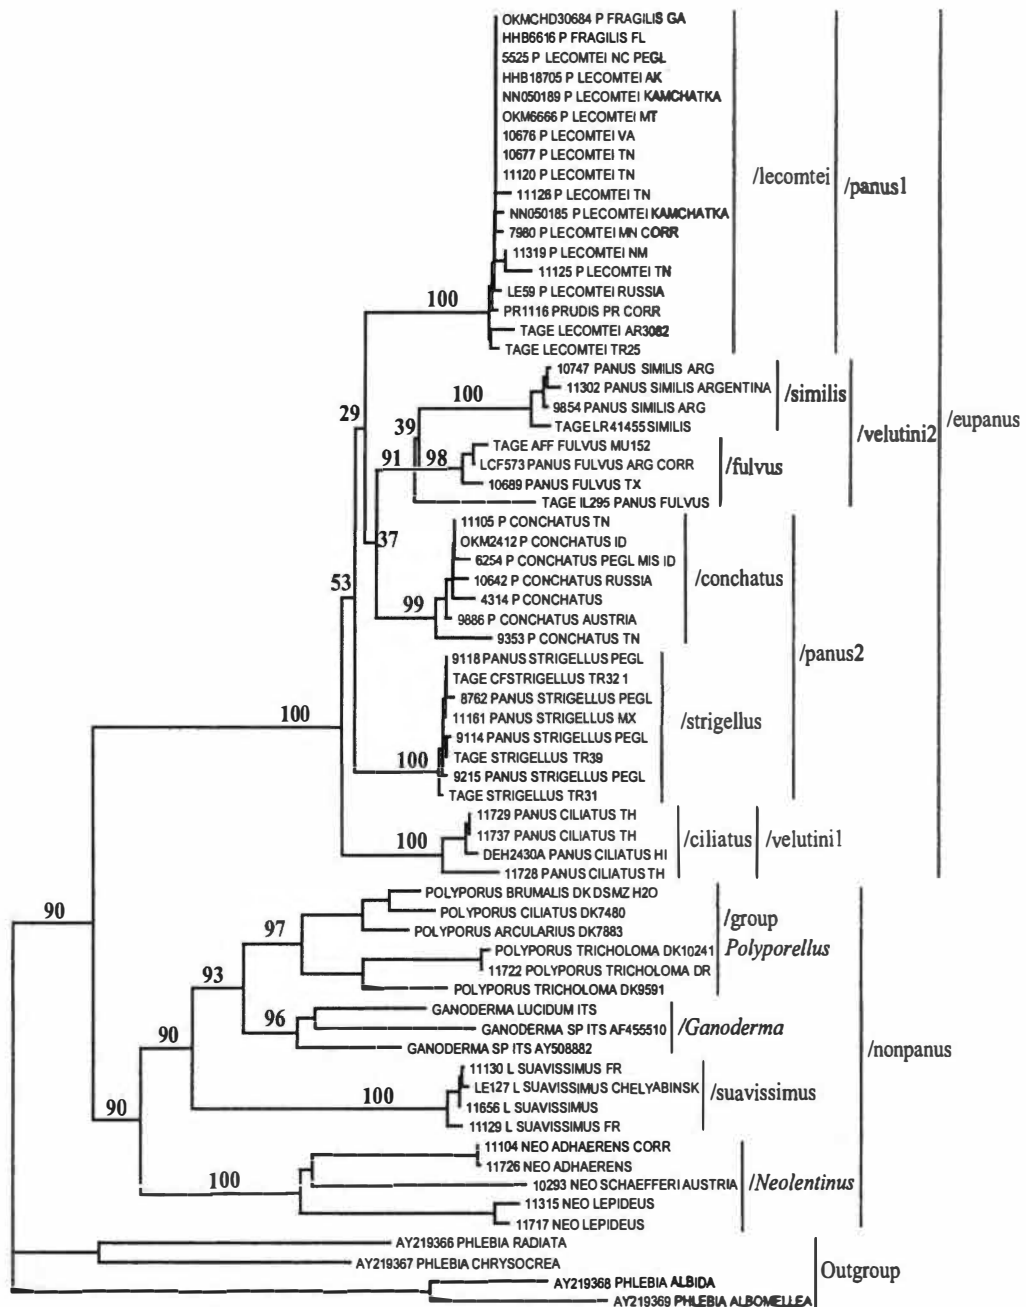 OKMCHD30684 P FRAGILIS GA
HHB6616 P FRAGILIS FL
5525 P LECOMTEI NC PEGL
HHB18705 P LECOMTEI AK
NN050189 P LECOMTEI KAMCHATKA
OKM6666 P LECOMTEI MT
10676 P LECOMTEI VA
10677 P LECOMTEI TN
11120 P LECOMTEI TN
/lecomtei
/panus1
11126 P LECOMTEI TN
NN050185 P LECOMTEI KAMCHATKA
7980 P LECOMTEI MN CORR
11319 P LECOMTEI NM
11125 P LECOMTEI TN
LE59 P LECOMTEI RUSSIA
100
PR1116 PRUDIS PR CORR
TAGE LECOMTEI AR3082
TAGE LECOMTEI TR25
10747 PANUS SIMILIS ARG
11302 PANUS SIMILIS ARGENTINA
/similis
100
9854 PANUS SIMILIS ARG
29
39
TAGE LR41455 SIMILIS
/velutini2
/eupanus
TAGE AFF FULVUS MU152
91
98
LCF573 PANUS FULVUS ARG CORR
/fulvus
10689 PANUS FULVUS TX
TAGE IL295 PANUS FULVUS
11105 P CONCHATUS TN
37
OKM2412 P CONCHATUS ID
6254 P CONCHATUS PEGL MIS ID
10642 P CONCHATUS RUSSIA
/conchatus
53
4314 P CONCHATUS
99
9886 P CONCHATUS AUSTRIA
9353 P CONCHATUS TN
/panus2
9118 PANUS STRIGELLUS PEGL
TAGE CFSTRIGELLUS TR32 1
8762 PANUS STRIGELLUS PEGL
11161 PANUS STRIGELLUS MX
/strigellus
100
9114 PANUS STRIGELLUS PEGL
100
TAGE STRIGELLUS TR39
9215 PANUS STRIGELLUS PEGL
TAGE STRIGELLUS TR31
11729 PANUS CILIATUS TH
11737 PANUS CILIATUS TH
100
/ciliatus
/velutini1
DEH2430A PANUS CILIATUS HI
11728 PANUS CILIATUS TH
POLYPORUS BRUMALIS DK DSMZ H2O
90
POLYPORUS CILIATUS DK7480
/group
97
POLYPORUS ARCULARIUS DK7883
Polyporellus
POLYPORUS TRICHOLOMA DK10241
11722 POLYPORUS TRICHOLOMA DR
93
POLYPORUS TRICHOLOMA DK9591
GANODERMA LUCIDUM ITS
96
GANODERMA SP ITS AF455510
/Ganoderma
90
GANODERMA SP ITS AY508882
/nonpanus
11130 L SUAVISSIMUS FR
LE127 L SUAVISSIMUS CHELYABINSK
/suavissimus
100
11656 L SUAVISSIMUS
90
11129 L SUAVISSIMUS FR
11104 NEO ADHAERENS CORR
11726 NEO ADHAERENS
100
10293 NEO SCHAEFFERI AUSTRIA
/Neolentinus
11315 NEO LEPIDEUS
11717 NEO LEPIDEUS
AY219366 PHLEBIA RADIATA
AY219367 PHLEBIA CHRYSOCREA
Outgroup
AY219368 PHLEBIA ALBIDA
AY219369 PHLEBIA ALBOMELLEA